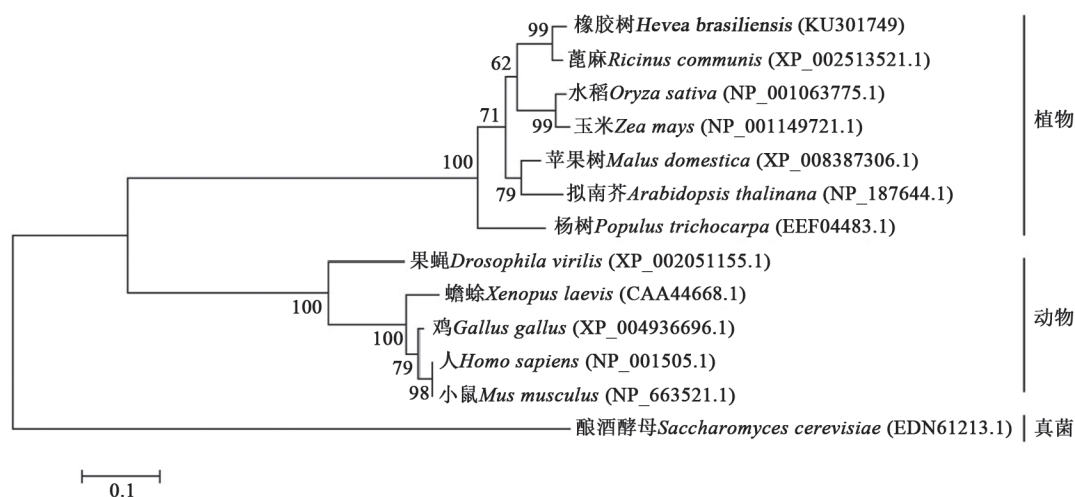 99
橡胶树Hevea brasiliensis (KU301749)
蓖麻Ricinus communis (XP_002513521.1)
62
水稻Oryza sativa (NP_001063775.1)
99
玉米Zea mays (NP_001149721.1)
71
苹果树Malus domestica (XP_008387306.1)
100
79
拟南芥Arabidopsis thalinana (NP_187644.1)
杨树Populus trichocarpa (EEF04483.1)
植物
果蝇Drosophila virilis (XP_002051155.1)
100
蟾蜍Xenopus laevis (CAA44668.1)
100
鸡Gallus gallus (XP_004936696.1)
79
人Homo sapiens (NP_001505.1)
98
小鼠Mus musculus (NP_663521.1)
动物
酿酒酵母Saccharomyces cerevisiae (EDN61213.1)
真菌
0.1